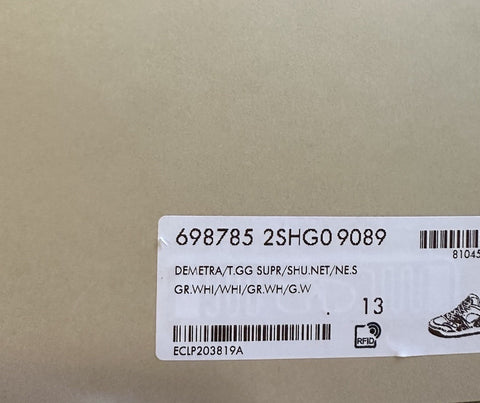 698785 2SHG0 9089
81045
DEMETRA/T.GG SUPR/SHU.NET/NE.S
GR.WHI/WHI/GR.WH/G.W
. 13
RFID
ECLP203819A